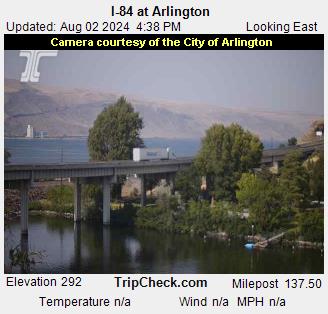 I-84 at Arlington
Updated: Aug 02 2024 4:38 PM Looking East
Camera courtesy of the City of Arlington
Elevation 292 TripCheck.com Milepost 137.50
Temperature n/a Wind n/a MPH n/a